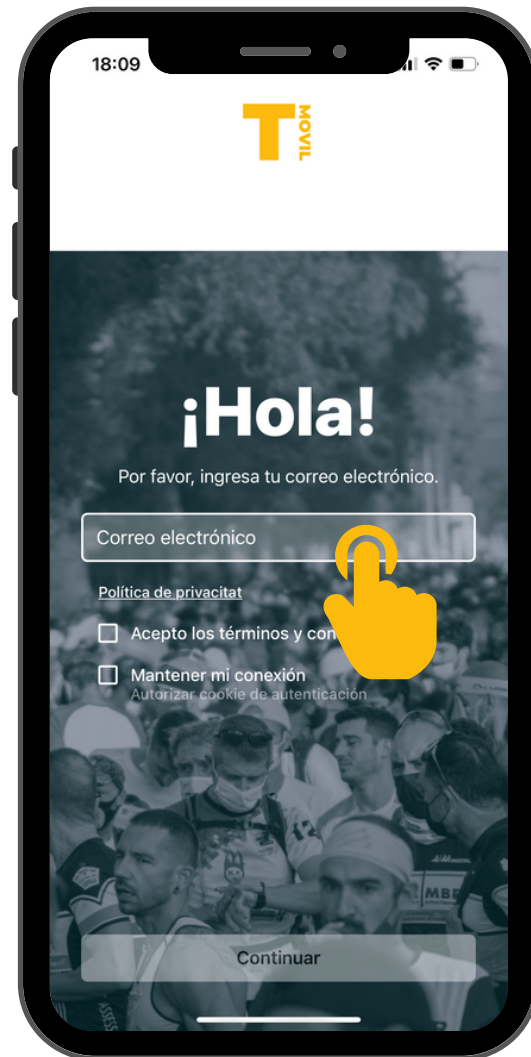 18:09
T MOVIL
¡Hola!
Por favor, ingresa tu correo electrónico.
Correo electrónico
Política de privacitat
Acepto los términos y con
Mantener mi conexión
Autorizar cookie de autenticación
MBR
Continuar